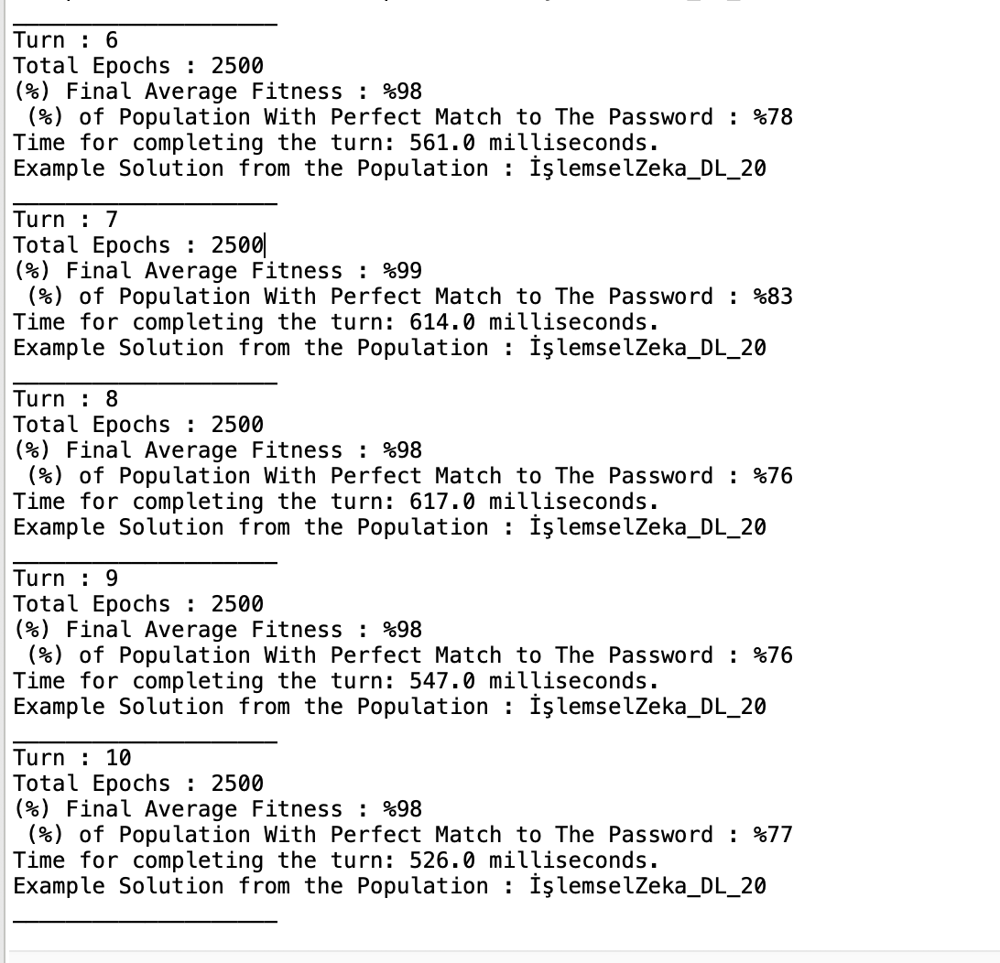 ____________________
Turn : 6
Total Epochs : 2500
(%) Final Average Fitness : %98
 (%) of Population With Perfect Match to The Password : %78
Time for completing the turn: 561.0 milliseconds.
Example Solution from the Population : İşlemselZeka_DL_20
____________________
Turn : 7
Total Epochs : 2500
(%) Final Average Fitness : %99
 (%) of Population With Perfect Match to The Password : %83
Time for completing the turn: 614.0 milliseconds.
Example Solution from the Population : İşlemselZeka_DL_20
____________________
Turn : 8
Total Epochs : 2500
(%) Final Average Fitness : %98
 (%) of Population With Perfect Match to The Password : %76
Time for completing the turn: 617.0 milliseconds.
Example Solution from the Population : İşlemselZeka_DL_20
____________________
Turn : 9
Total Epochs : 2500
(%) Final Average Fitness : %98
 (%) of Population With Perfect Match to The Password : %76
Time for completing the turn: 547.0 milliseconds.
Example Solution from the Population : İşlemselZeka_DL_20
____________________
Turn : 10
Total Epochs : 2500
(%) Final Average Fitness : %98
 (%) of Population With Perfect Match to The Password : %77
Time for completing the turn: 526.0 milliseconds.
Example Solution from the Population : İşlemselZeka_DL_20
____________________